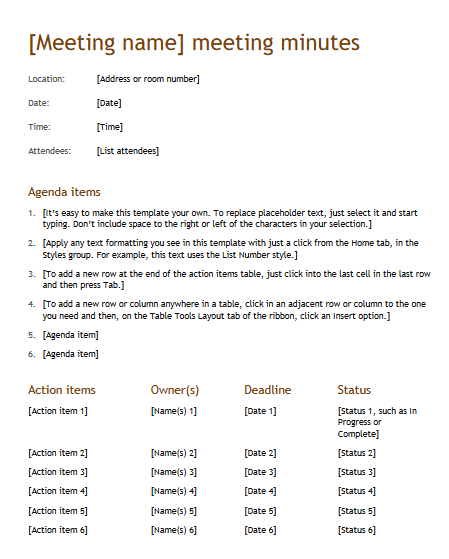 [Meeting name] meeting minutes
Location: [Address or room number]
Date: [Date]
Time: [Time]
Attendees: [List attendees]
Agenda items
1. [It's easy to make this template your own. To replace placeholder text, just select it and start
typing. Don't include space to the right or left of the characters in your selection.]
2. [Apply any text formatting you see in this template with just a click from the Home tab, in the
Styles group. For example, this text uses the List Number style.]
3. [To add a new row at the end of the action items table, just click into the last cell in the last row
and then press Tab.]
4. [To add a new row or column anywhere in a table, click in an adjacent row or column to the one
you need and then, on the Table Tools Layout tab of the ribbon, click an Insert option.]
5. [Agenda item]
6. [Agenda item]
Action items Owner(s) Deadline Status
[Action item 1] [Name(s) 1] [Date 1] [Status 1, such as In
Progress or
Complete]
[Action item 2] [Name(s) 2] [Date 2] [Status 2]
[Action item 3] [Name(s) 3] [Date 3] [Status 3]
[Action item 4] [Name(s) 4] [Date 4] [Status 4]
[Action item 5] [Name(s) 5] [Date 5] [Status 5]
[Action item 6] [Name(s) 6] [Date 6] [Status 6]